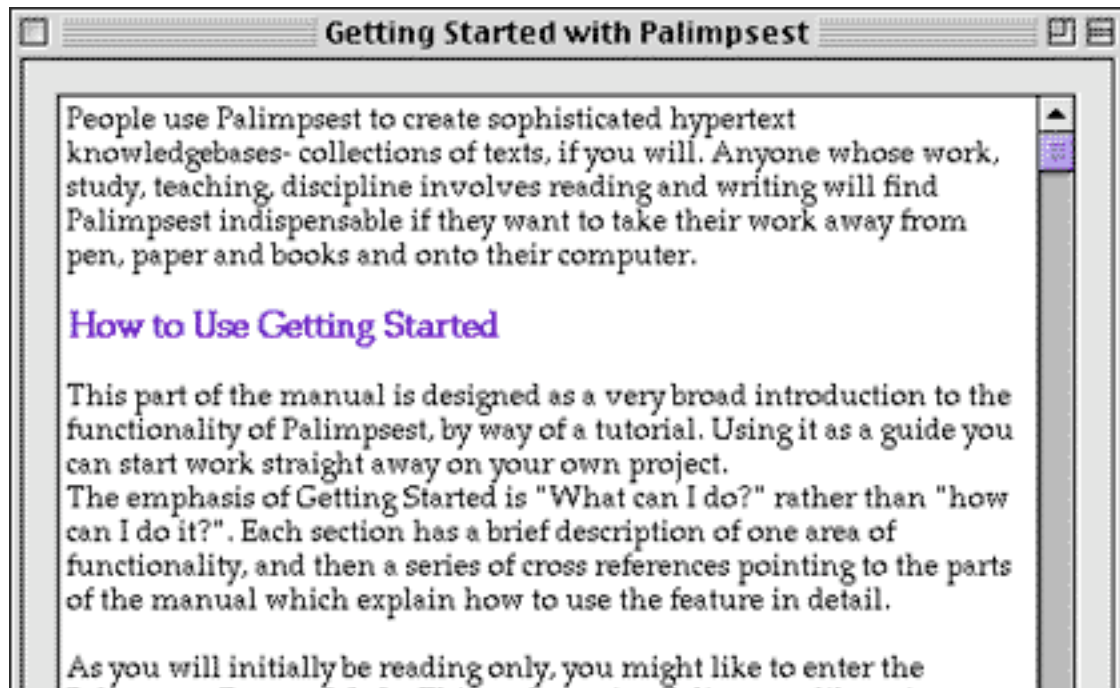 Getting Started with Palimpsest
People use Palimpsest to create sophisticated hypertext
knowledgebases- collections of texts, if you will. Anyone whose work,
study, teaching, discipline involves reading and writing will find
Palimpsest indispensable if they want to take their work away from
pen, paper and books and onto their computer.
How to Use Getting Started
This part of the manual is designed as a very broad introduction to the
functionality of Palimpsest, by way of a tutorial. Using it as a guide you
can start work straight away on your own project.
The emphasis of Getting Started is "What can I do?" rather than "how
can I do it?". Each section has a brief description of one area of
functionality, and then a series of cross references pointing to the parts
of the manual which explain how to use the feature in detail.
As you will initially be reading only, you might like to enter the